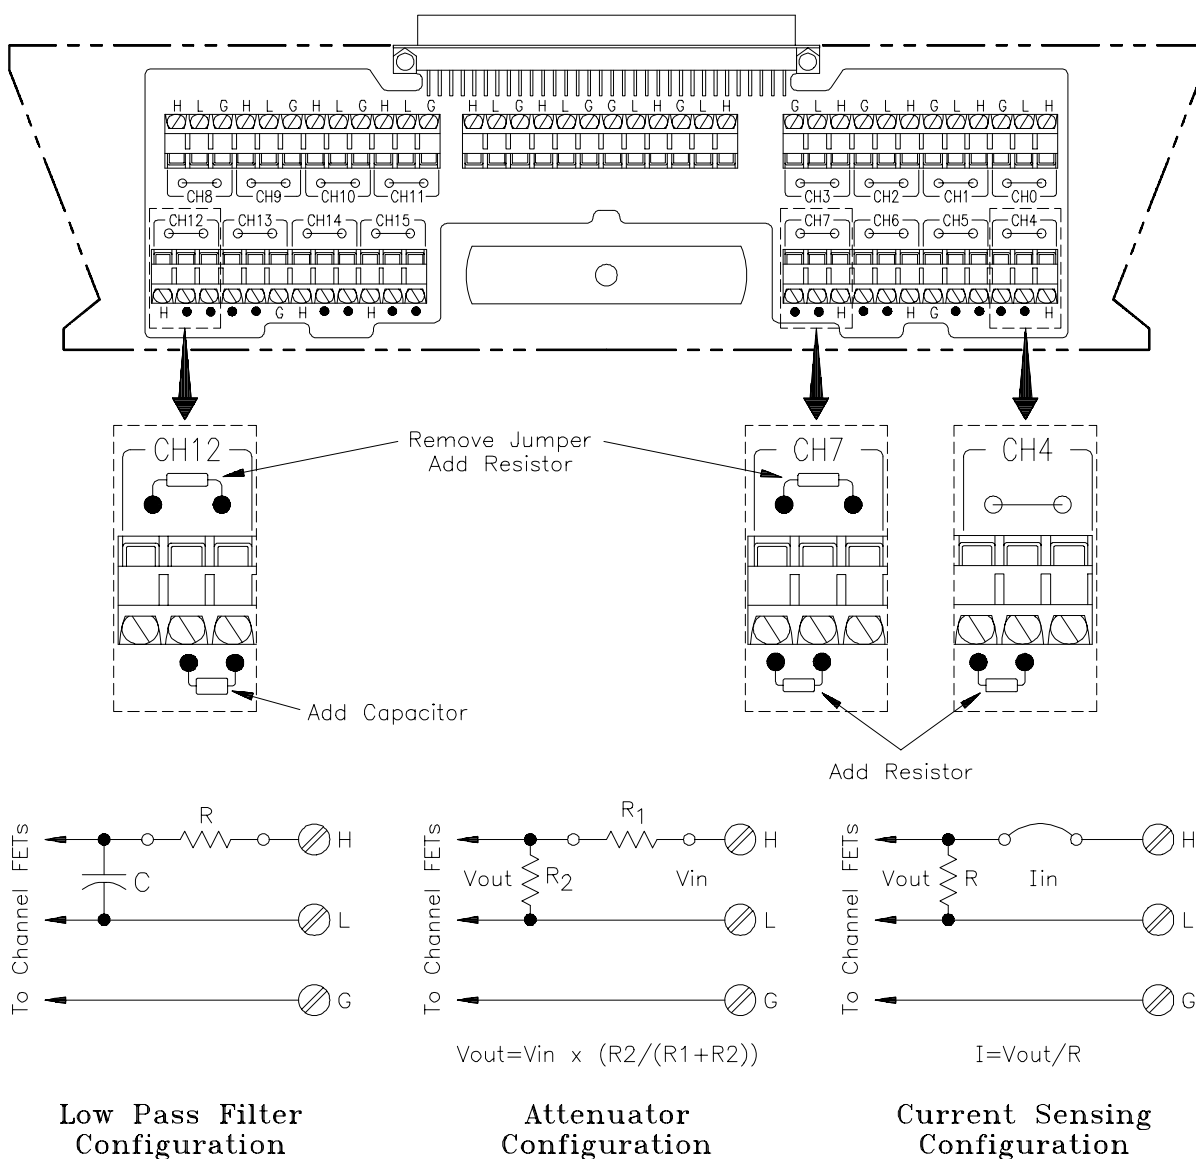 H L G H L G H L G H L G H L G H L G G L H G L H G L H G L H G L H G L H
CH8 CH9 CH10 CH11 CH3 CH2 CH1 CH0
CH12 CH13 CH14 CH15 CH7 CH6 CH5 CH4
H G H H H H G H
CH12
Remove Jumper
Add Resistor
CH7
CH4
Add Capacitor
Add Resistor
To Channel FETs
R
H
C
L
G
To Channel FETs
R1
H
Vout
R2
Vin
L
G
Vout=Vin x (R2/(R1+R2))
To Channel FETs
H
Vout
R
Iin
L
G
I=Vout/R
Low Pass Filter
Configuration
Attenuator
Configuration
Current Sensing
Configuration